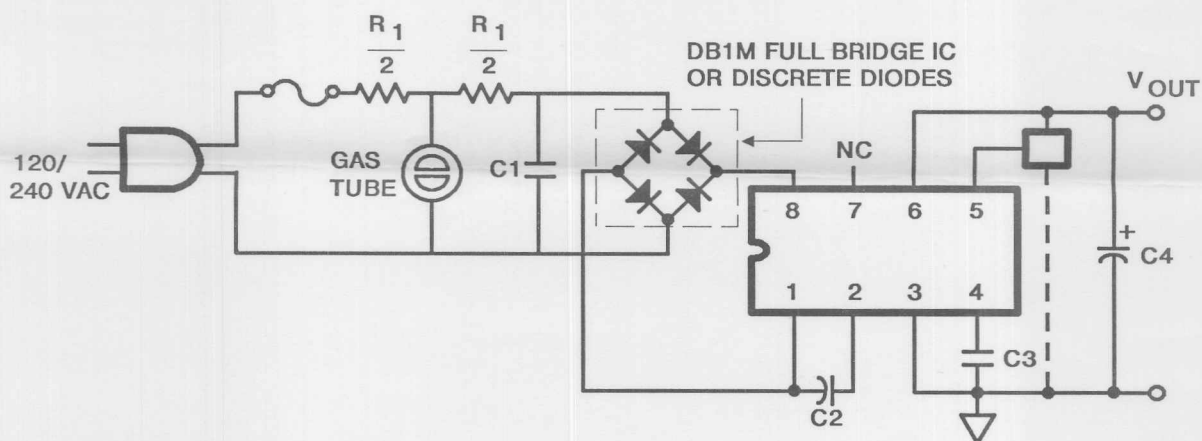 R1
2
R1
2
DB1M FULL BRIDGE IC
OR DISCRETE DIODES
VOUT
120/
240 VAC
GAS
TUBE
C1
NC
8 7 6 5
1 2 3 4
+
C4
C3
C2